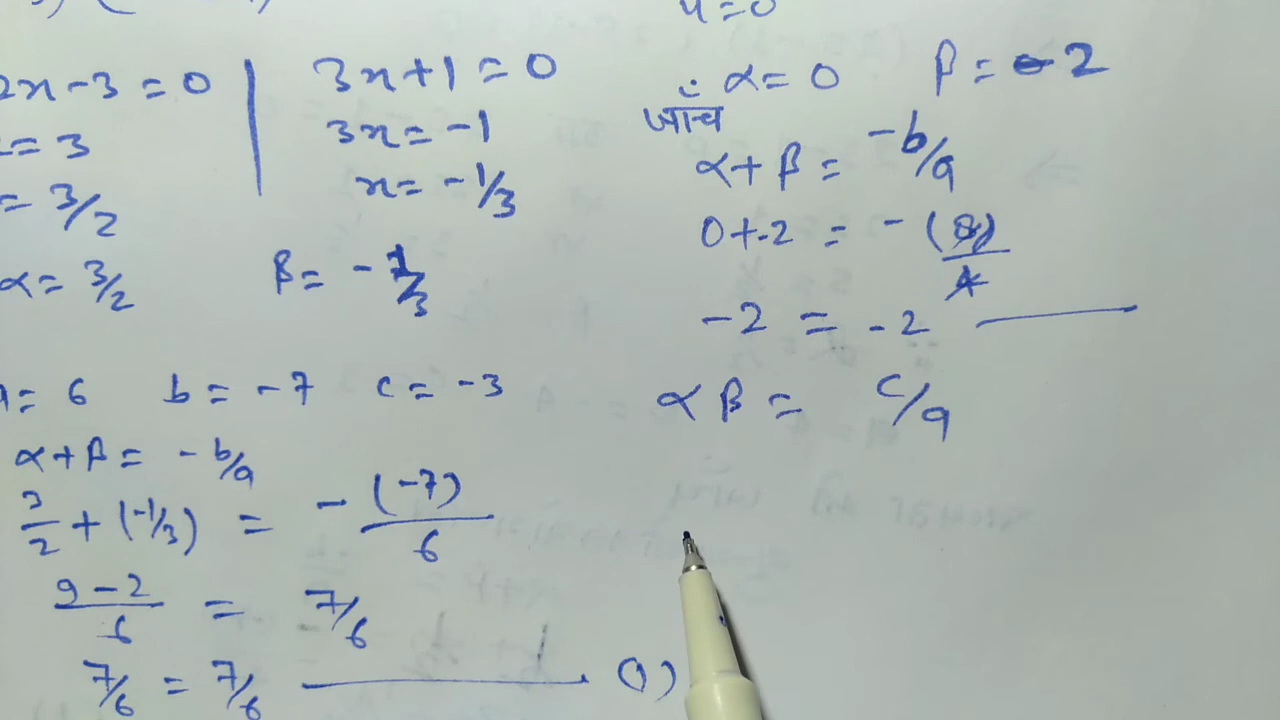 2x - 3 = 0
= 3
= 3/2
α = 3/2
3x + 1 = 0
3x = -1
x = -1/3
β = -1/3
a = 6 b = -7 c = -3
α + β = -b/a
3/2 + (-1/3) = -(-7)/6
9 - 2/6 = 7/6
7/6 = 7/6 (1)
u = 0
∴ α = 0 β = -2
जाँच
α + β = -b/a
0 + -2 = -(8)/4
-2 = -2
αβ = c/a